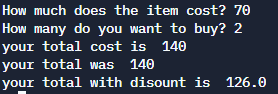 How much does the item cost? 70
How many do you want to buy? 2
your total cost is  140
your total was  140
your total with disount is  126.0